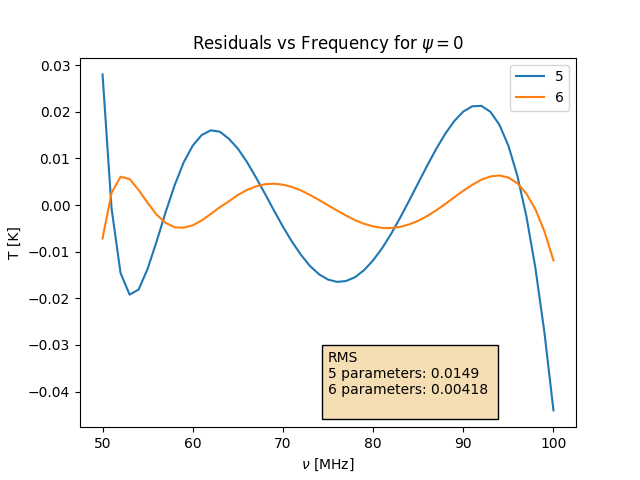 Residuals vs Frequency for ψ = 0
0.03
0.02
0.01
0.00
−0.01
−0.02
−0.03
−0.04
T [K]
5
6
RMS
5 parameters: 0.0149
6 parameters: 0.00418
50
60
70
80
90
100
ν [MHz]